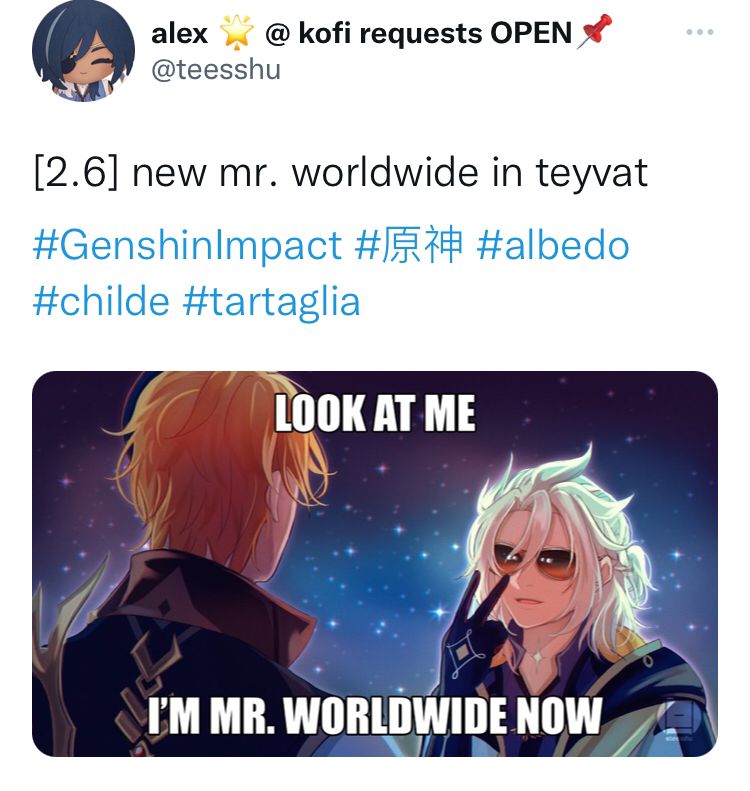 alex 🌟 @ kofi requests OPEN 📌
@teesshu
[2.6] new mr. worldwide in teyvat
#GenshinImpact #原神 #albedo
#childe #tartaglia
LOOK AT ME
I'M MR. WORLDWIDE NOW